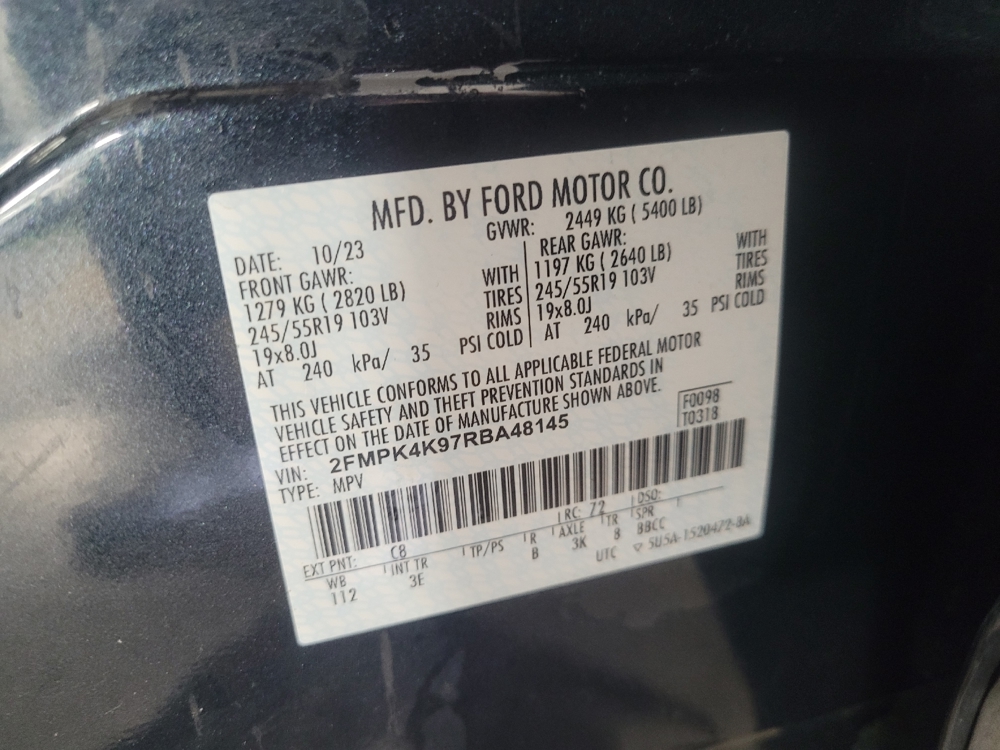 MFD. BY FORD MOTOR CO.
DATE: 10/23 GVWR: 2449 KG ( 5400 LB)
FRONT GAWR: REAR GAWR:
1279 KG ( 2820 LB) WITH 1197 KG ( 2640 LB) WITH
245/55R19 103V TIRES 245/55R19 103V TIRES
19x8.0J RIMS 19x8.0J RIMS
AT 240 kPa/ 35 PSI COLD AT 240 kPa/ 35 PSI COLD
THIS VEHICLE CONFORMS TO ALL APPLICABLE FEDERAL MOTOR
VEHICLE SAFETY AND THEFT PREVENTION STANDARDS IN
EFFECT ON THE DATE OF MANUFACTURE SHOWN ABOVE.
VIN: 2FMPK4K97RBA48145 F0098
TYPE: MPV T0318
EXT PNT: C8 RC: 72 DSO:
WB INT TR TP/PS R AXLE TR SPR
112 3E B 3K 8 BBCC
UTC ▽ 5U5A-1520472-BA